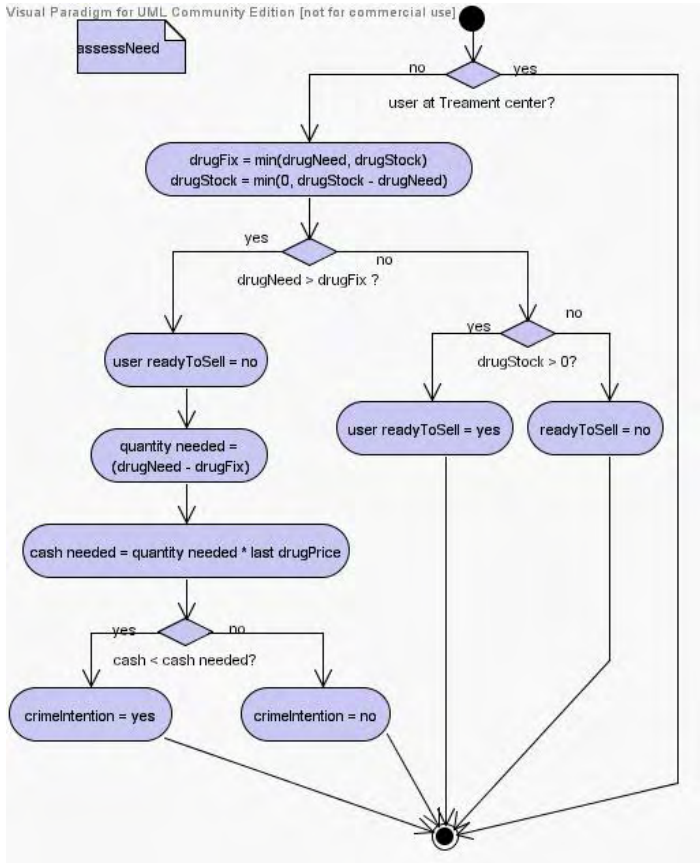 Visual Paradigm for UML Community Edition [not for commercial use]
assessNeed
no
yes
user at Treament center?
drugFix = min(drugNeed, drugStock)
drugStock = min(0, drugStock - drugNeed)
yes
no
drugNeed > drugFix ?
no
yes
drugStock > 0?
user readyToSell = no
user readyToSell = yes
readyToSell = no
quantity needed =
(drugNeed - drugFix)
cash needed = quantity needed * last drugPrice
yes
no
cash < cash needed?
crimeIntention = yes
crimeIntention = no